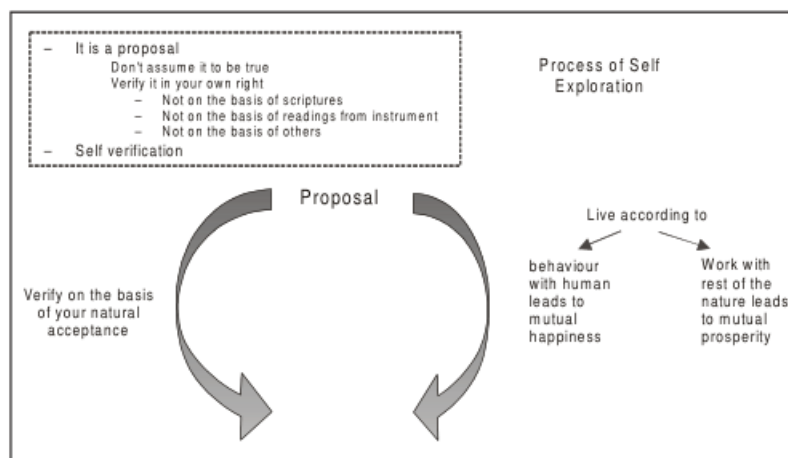 – It is a proposal
Don't assume it to be true
Verify it in your own right
– Not on the basis of scriptures
– Not on the basis of readings from instrument
– Not on the basis of others
– Self verification
Process of Self
Exploration
Proposal
Verify on the basis
of your natural
acceptance
Live according to
behaviour
with human
leads to
mutual
happiness
Work with
rest of the
nature leads
to mutual
prosperity